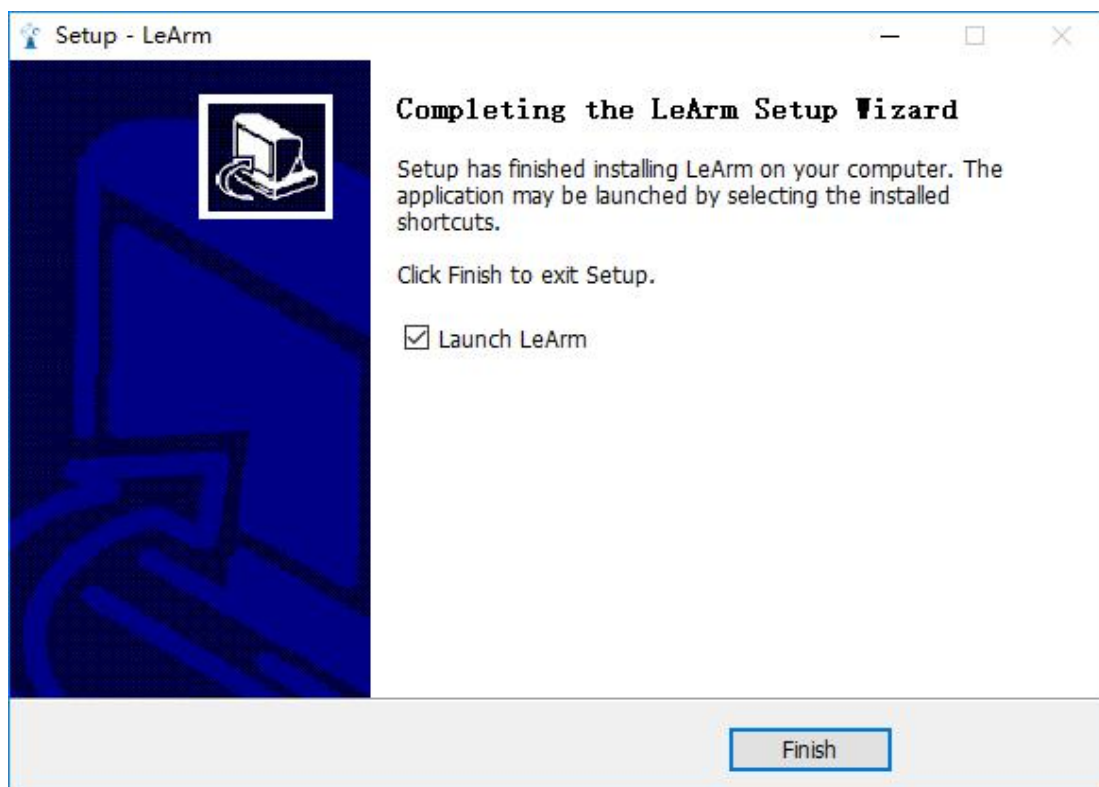 Setup - LeArm
Completing the LeArm Setup Wizard
Setup has finished installing LeArm on your computer. The
application may be launched by selecting the installed
shortcuts.
Click Finish to exit Setup.
Launch LeArm
Finish